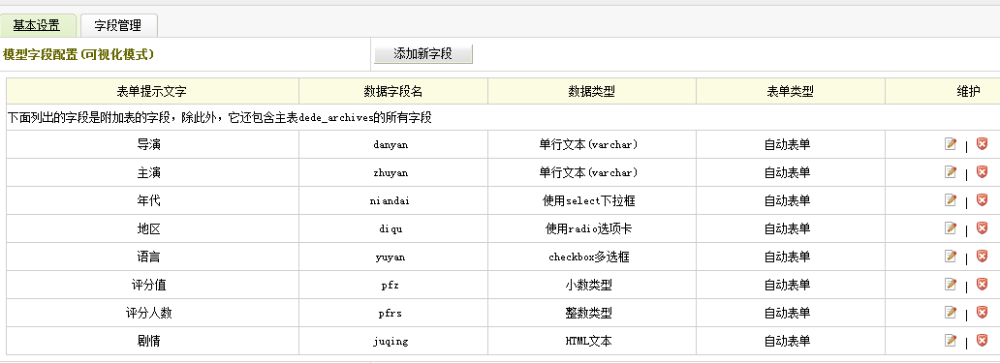 基本设置 字段管理
模型字段配置(可视化模式) 添加新字段
表单提示文字 数据字段名 数据类型 表单类型 维护
下面列出的字段是附加表的字段，除此外，它还包含主表dede_archives的所有字段
导演 danyan 单行文本(varchar) 自动表单 |
主演 zhuyan 单行文本(varchar) 自动表单 |
年代 niandai 使用select下拉框 自动表单 |
地区 diqu 使用radio选项卡 自动表单 |
语言 yuyan checkbox多选框 自动表单 |
评分值 pfz 小数类型 自动表单 |
评分人数 pfrs 整数类型 自动表单 |
剧情 juqing HTML文本 自动表单 |